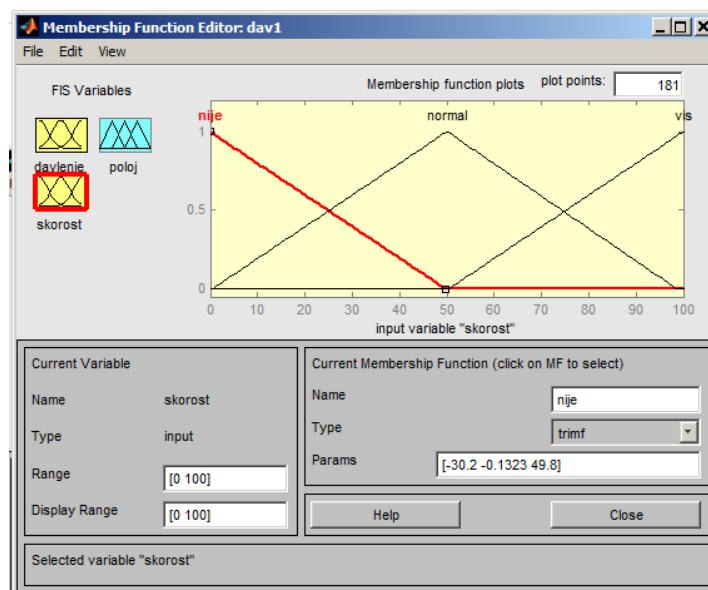 Membership Function Editor: dav1
File Edit View
FIS Variables
Membership function plots plot points: 181
nije normal vis
davlenie poloj
skorost
1
0.5
0
0 10 20 30 40 50 60 70 80 90 100
input variable "skorost"
Current Variable
Name skorost
Type input
Range [0 100]
Display Range [0 100]
Current Membership Function (click on MF to select)
Name nije
Type trimf
Params [-30.2 -0.1323 49.8]
Help Close
Selected variable "skorost"